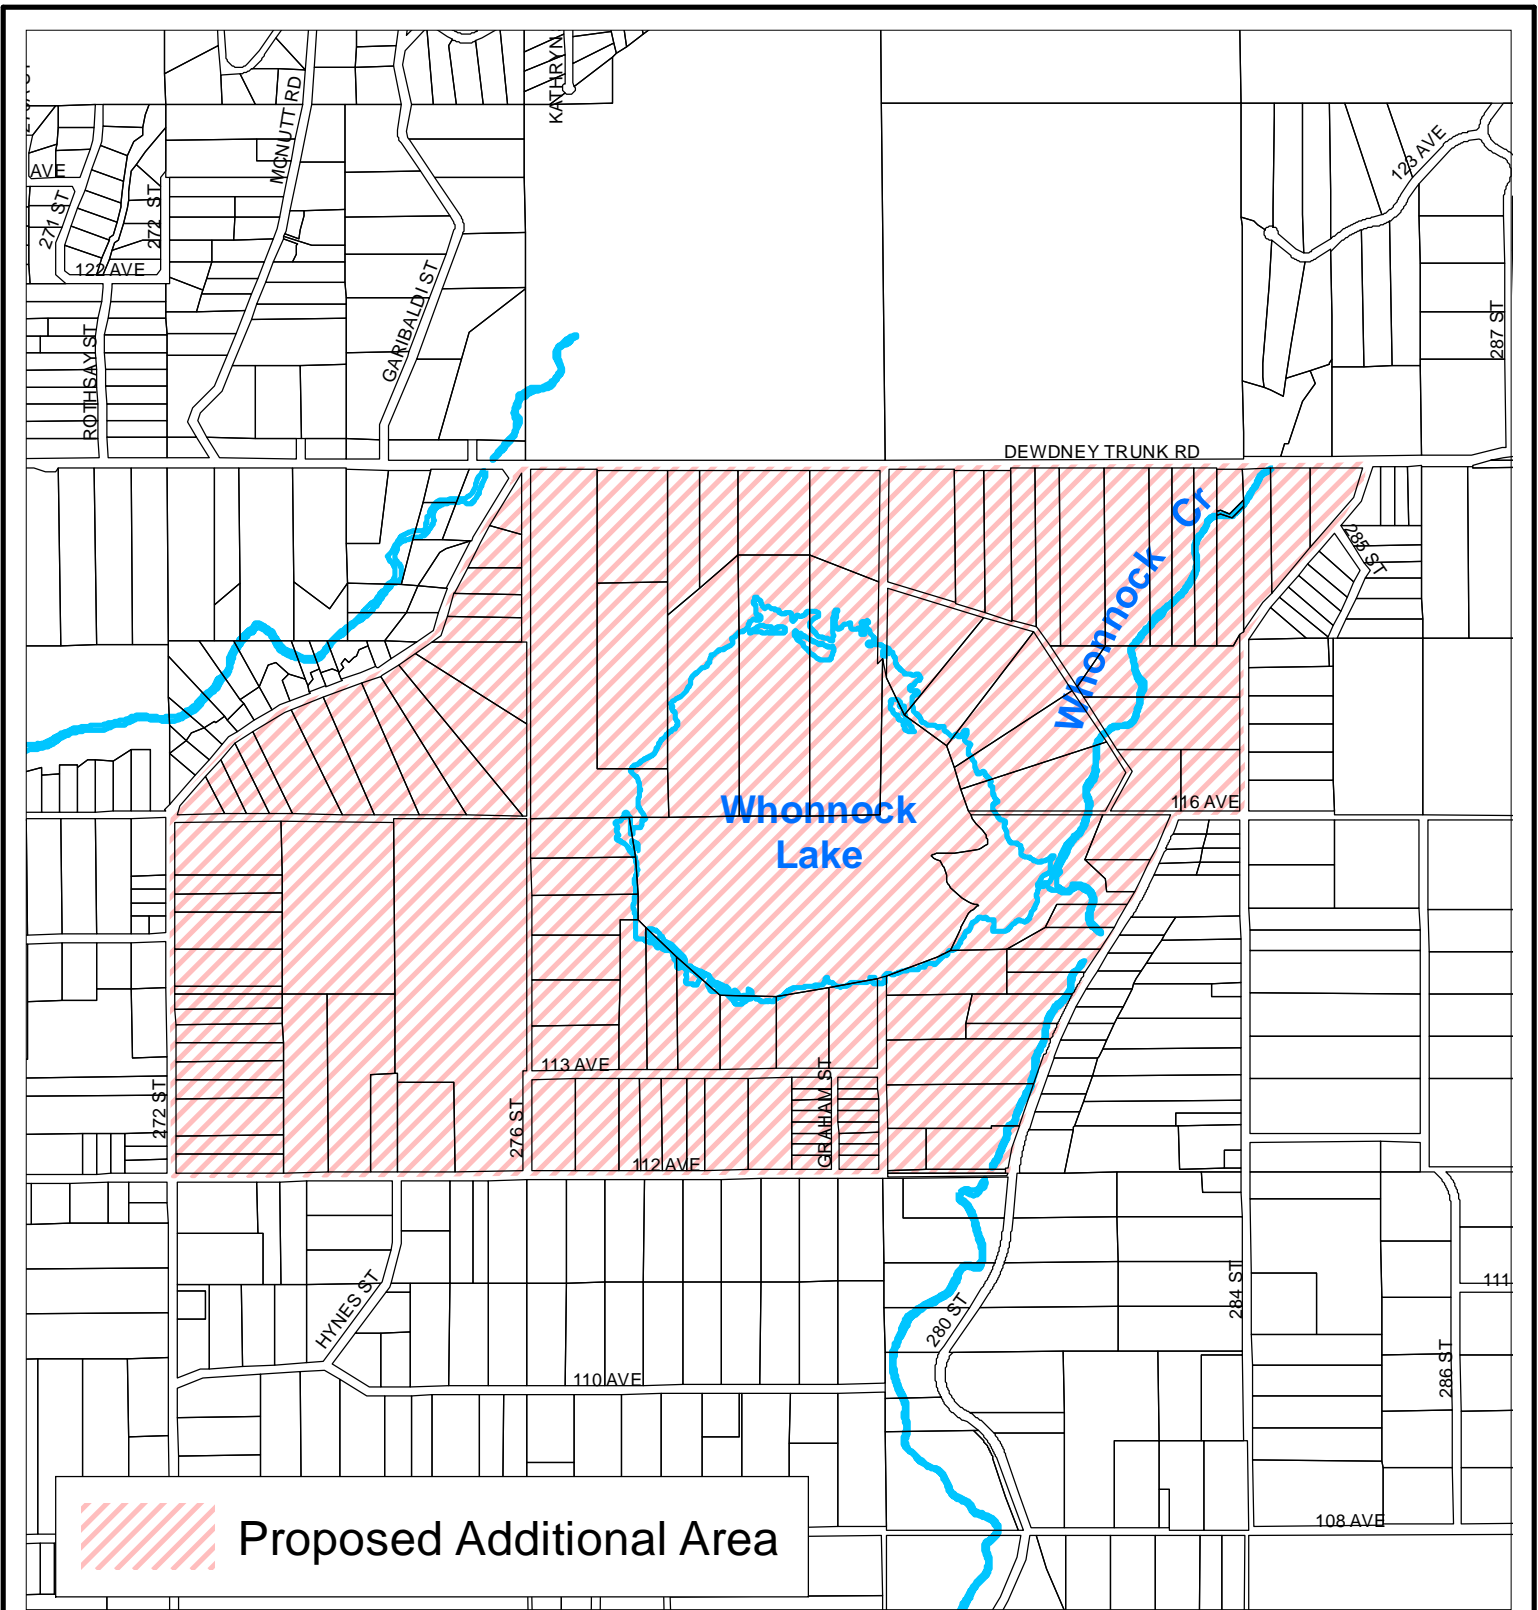 KATHRYN
MCNUTT RD
123 AVE
AVE
271 ST
272 ST
122 AVE
GARIBALDI ST
287 ST
ROTHSAY ST
DEWDNEY TRUNK RD
285 ST
Whonnock Cr
116 AVE
Whonnock
Lake
113 AVE
GRAHAM ST
272 ST
276 ST
112 AVE
HYNES ST
280 ST
284 ST
111
286 ST
110 AVE
108 AVE
Proposed Additional Area